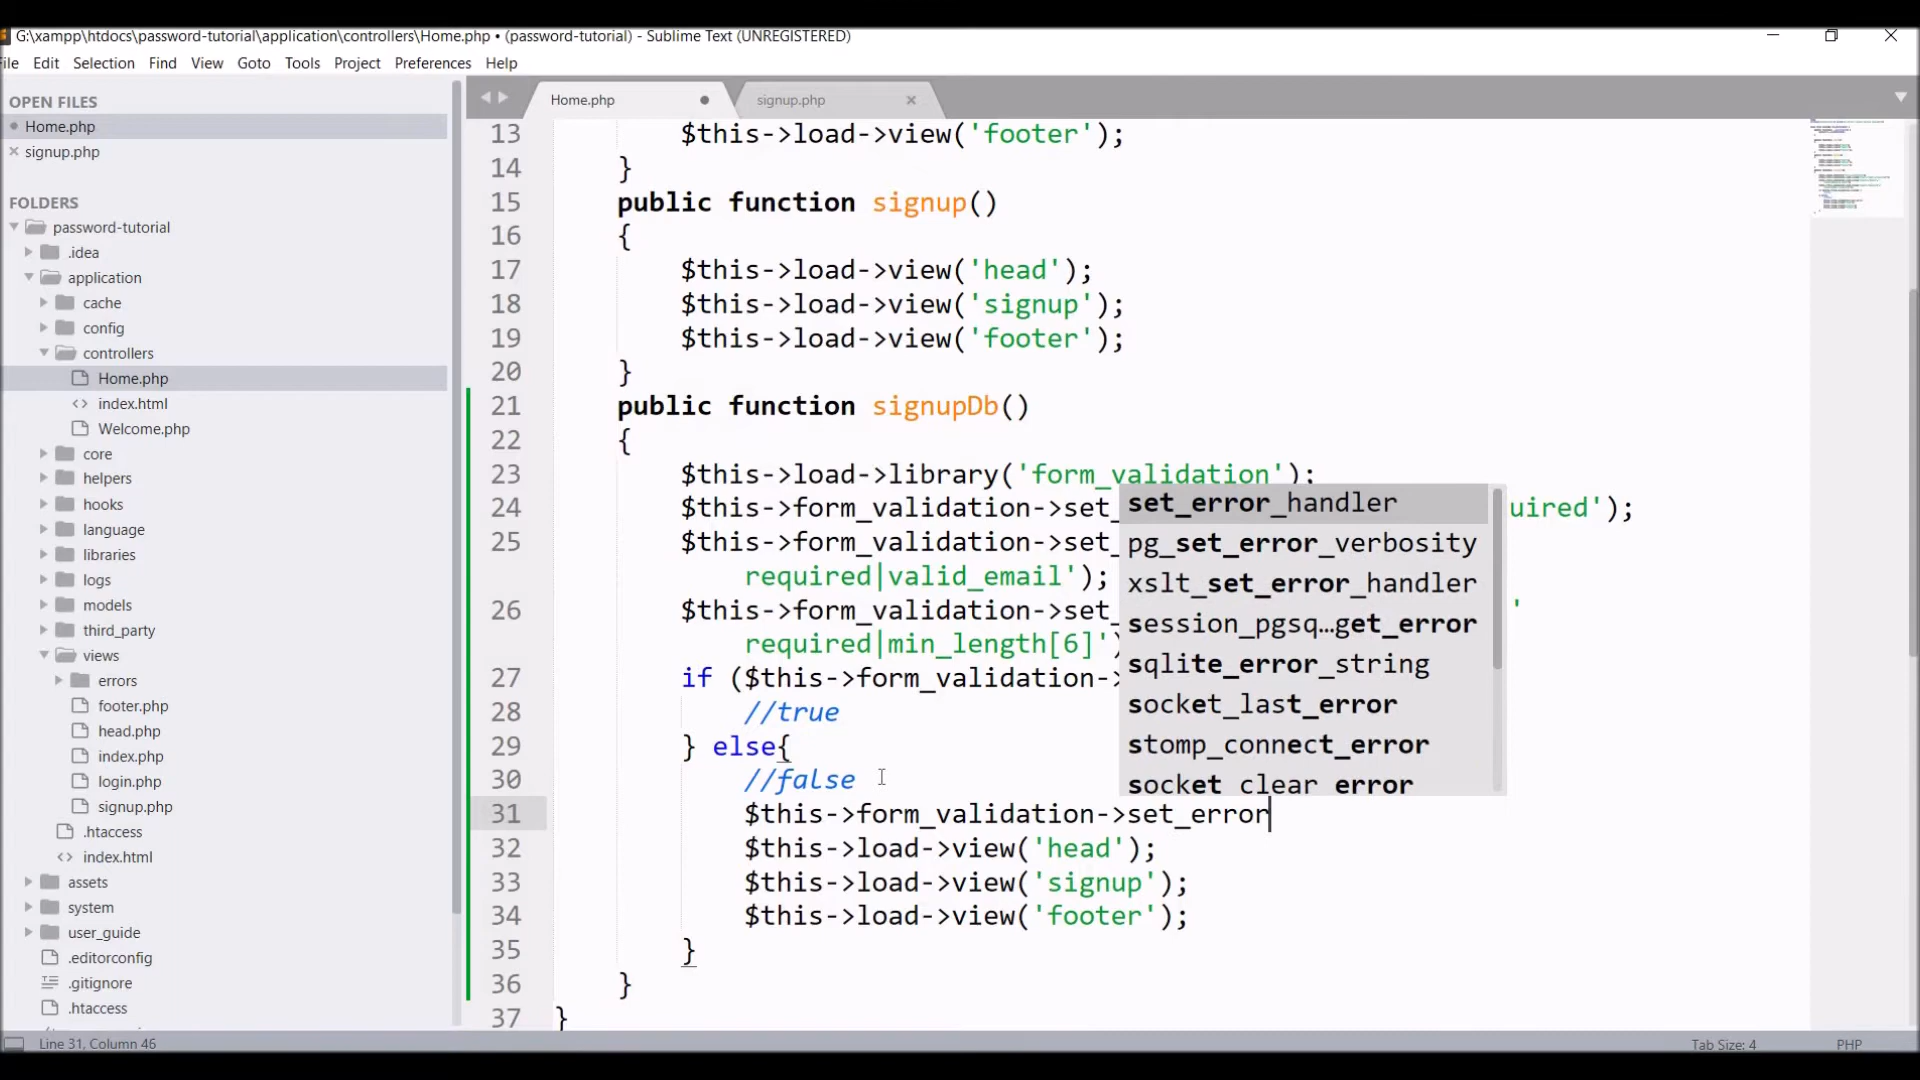 G:\xampp\htdocs\password-tutorial\application\controllers\Home.php • (password-tutorial) - Sublime Text (UNREGISTERED)
ile Edit Selection Find View Goto Tools Project Preferences Help
OPEN FILES
Home.php
signup.php
FOLDERS
password-tutorial
.idea
application
cache
config
controllers
Home.php
index.html
Welcome.php
core
helpers
hooks
language
libraries
logs
models
third_party
views
errors
footer.php
head.php
index.php
login.php
signup.php
.htaccess
index.html
assets
system
user_guide
.editorconfig
.gitignore
.htaccess
Home.php signup.php
13 $this->load->view('footer');
14 }
15 public function signup()
16 {
17 $this->load->view('head');
18 $this->load->view('signup');
19 $this->load->view('footer');
20 }
21 public function signupDb()
22 {
23 $this->load->library('form_validation');
24 $this->form_validation->set_ uired');
25 $this->form_validation->set_
required|valid_email');
26 $this->form_validation->set_ '
required|min_length[6]')
27 if ($this->form_validation->
28 //true
29 } else{
30 //false
31 $this->form_validation->set_error
32 $this->load->view('head');
33 $this->load->view('signup');
34 $this->load->view('footer');
35 }
36 }
37 }
set_error_handler
pg_set_error_verbosity
xslt_set_error_handler
session_pgsq…get_error
sqlite_error_string
socket_last_error
stomp_connect_error
socket_clear_error
Line 31, Column 46
Tab Size: 4
PHP